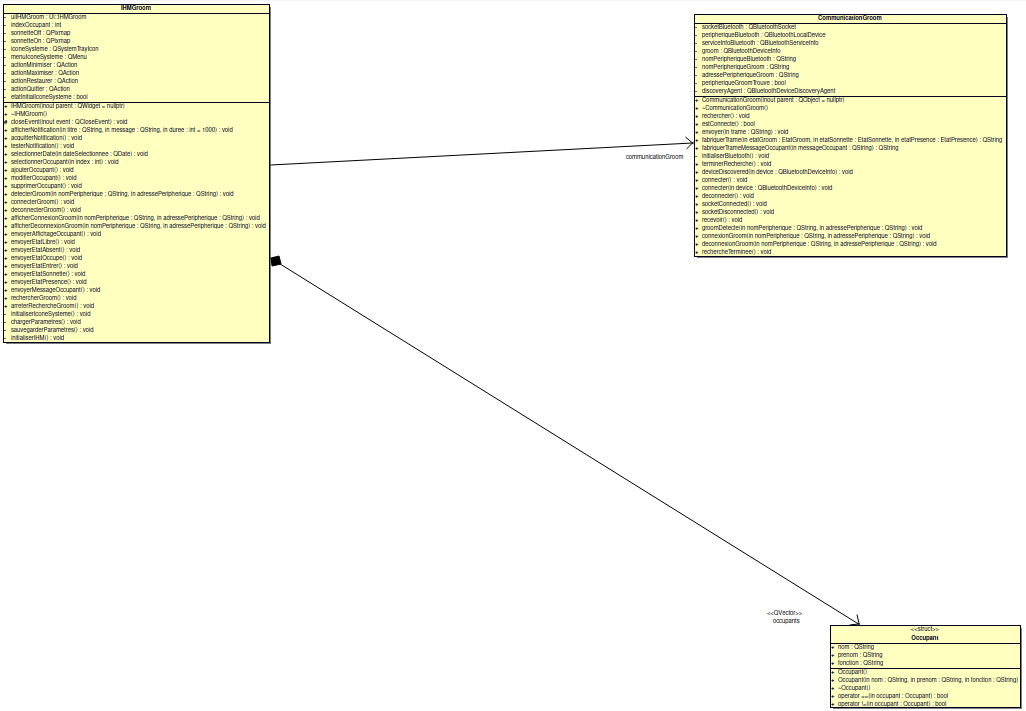 IHMGroom
- uiIHMGroom : Ui::IHMGroom
- indexOccupant : int
- sonnetteOff : QPixmap
- sonnetteOn : QPixmap
- iconeSysteme : QSystemTrayIcon
- menuIconeSysteme : QMenu
- actionMinimiser : QAction
- actionMaximiser : QAction
- actionRestaurer : QAction
- actionQuitter : QAction
- etatInitialIconeSysteme : bool
+ IHMGroom(inout parent : QWidget = nullptr)
+ ~IHMGroom()
# closeEvent(inout event : QCloseEvent) : void
+ afficherNotification(in titre : QString, in message : QString, in duree : int = 1000) : void
+ acquitterNotification() : void
+ testerNotification() : void
+ selectionnerDate(in dateSelectionnee : QDate) : void
+ selectionnerOccupant(in index : int) : void
+ ajouterOccupant() : void
+ modifierOccupant() : void
+ supprimerOccupant() : void
+ detecterGroom(in nomPeripherique : QString, in adressePeripherique : QString) : void
+ connecterGroom() : void
+ deconnecterGroom() : void
+ afficherConnexionGroom(in nomPeripherique : QString, in adressePeripherique : QString) : void
+ afficherDeconnexionGroom(in nomPeripherique : QString, in adressePeripherique : QString) : void
+ envoyerAffichageOccupant() : void
+ envoyerEtatLibre() : void
+ envoyerEtatAbsent() : void
+ envoyerEtatOccupe() : void
+ envoyerEtatEntrer() : void
+ envoyerEtatSonnette() : void
+ envoyerEtatPresence() : void
+ envoyerMessageOccupant() : void
+ rechercherGroom() : void
+ arreterRechercheGroom() : void
- initialiserIconeSysteme() : void
- chargerParametres() : void
- sauvegarderParametres() : void
- initialiserIHM() : void
CommunicationGroom
- socketBluetooth : QBluetoothSocket
- peripheriqueBluetooth : QBluetoothLocalDevice
- serviceInfoBluetooth : QBluetoothServiceInfo
- groom : QBluetoothDeviceInfo
- nomPeripheriqueBluetooth : QString
- nomPeripheriqueGroom : QString
- adressePeripheriqueGroom : QString
- peripheriqueGroomTrouve : bool
- discoveryAgent : QBluetoothDeviceDiscoveryAgent
+ CommunicationGroom(inout parent : QObject = nullptr)
+ ~CommunicationGroom()
+ rechercher() : void
+ estConnecte() : bool
+ envoyer(in trame : QString) : void
+ fabriquerTrame(in etatGroom : EtatGroom, in etatSonnette : EtatSonnette, in etatPresence : EtatPresence) : QString
+ fabriquerTrameMessageOccupant(in messageOccupant : QString) : QString
- initialiserBluetooth() : void
+ terminerRecherche() : void
+ deviceDiscovered(in device : QBluetoothDeviceInfo) : void
+ connecter() : void
+ connecter(in device : QBluetoothDeviceInfo) : void
+ deconnecter() : void
+ socketConnected() : void
+ socketDisconnected() : void
+ recevoir() : void
+ groomDetecte(in nomPeripherique : QString, in adressePeripherique : QString) : void
+ connexionGroom(in nomPeripherique : QString, in adressePeripherique : QString) : void
+ deconnexionGroom(in nomPeripherique : QString, in adressePeripherique : QString) : void
+ rechercheTerminee() : void
communicationGroom
<<QVector>>
occupants
<<struct>>
Occupant
+ nom : QString
+ prenom : QString
+ fonction : QString
+ Occupant()
+ Occupant(in nom : QString, in prenom : QString, in fonction : QString)
+ ~Occupant()
+ operator ==(in occupant : Occupant) : bool
+ operator !=(in occupant : Occupant) : bool